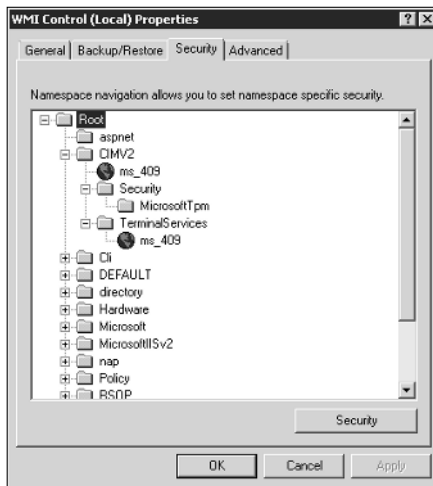 WMI Control (Local) Properties
General Backup/Restore Security Advanced
Namespace navigation allows you to set namespace specific security.
Root
aspnet
CIMV2
ms_409
Security
MicrosoftTpm
TerminalServices
ms_409
Cli
DEFAULT
directory
Hardware
Microsoft
MicrosoftIISv2
nap
Policy
RSOP
Security
OK Cancel Apply